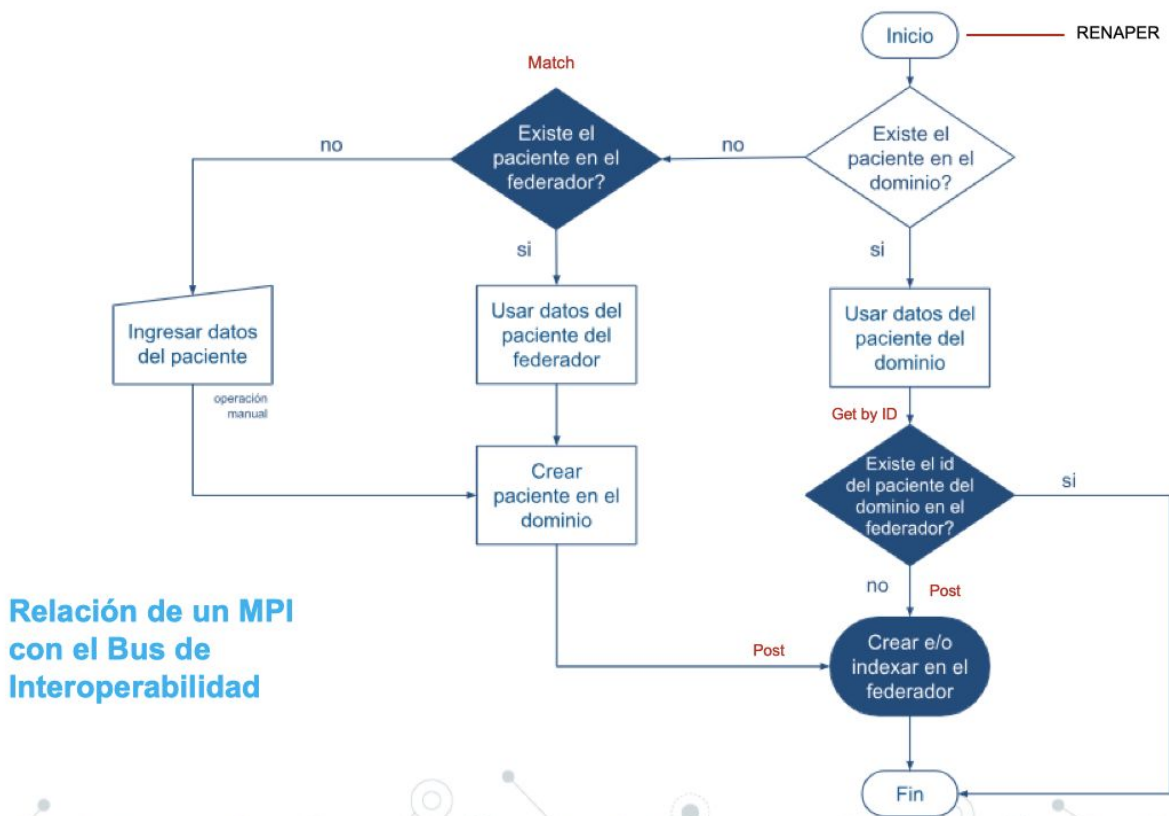 Inicio
RENAPER
Match
Existe el
paciente en el
federador?
no
no
Existe el
paciente en el
dominio?
si
si
Ingresar datos
del paciente
operación
manual
Usar datos del
paciente del
federador
Usar datos del
paciente del
dominio
Get by ID
Crear
paciente en el
dominio
Existe el id
del paciente del
dominio en el
federador?
si
no
Post
Relación de un MPI
con el Bus de
Interoperabilidad
Post
Crear e/o
indexar en el
federador
Fin